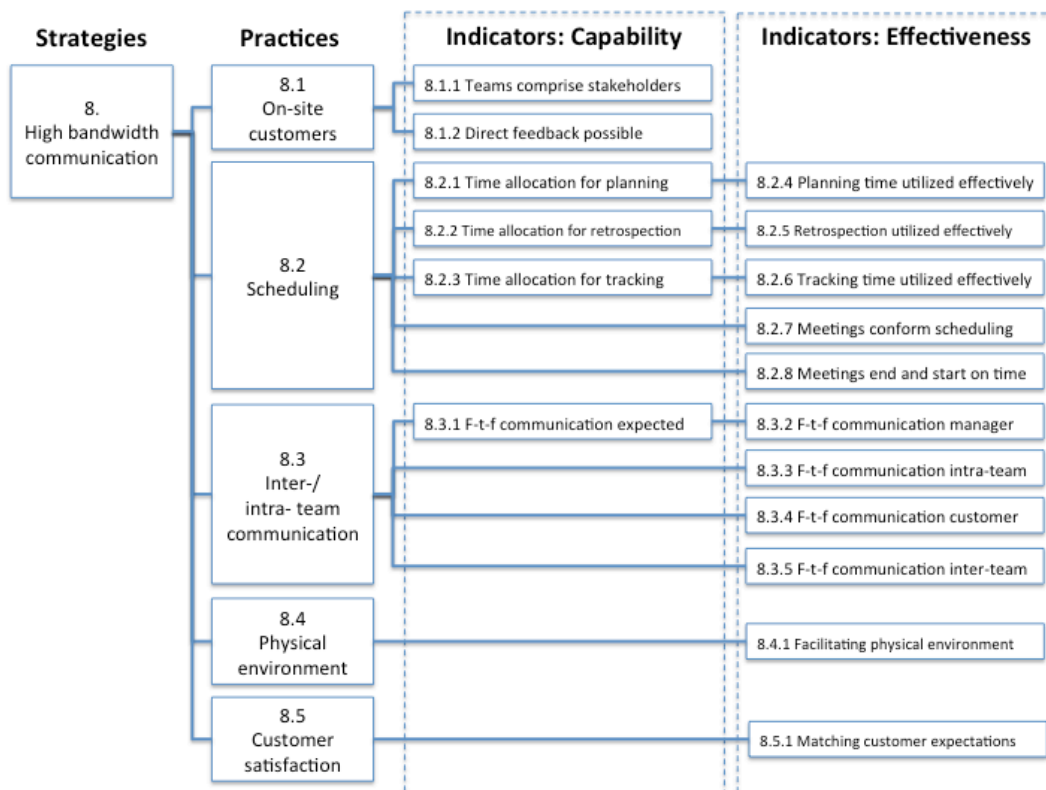 Strategies
Practices
Indicators: Capability
Indicators: Effectiveness
8.
High bandwidth
communication
8.1
On-site
customers
8.1.1 Teams comprise stakeholders
8.1.2 Direct feedback possible
8.2
Scheduling
8.2.1 Time allocation for planning
8.2.4 Planning time utilized effectively
8.2.2 Time allocation for retrospection
8.2.5 Retrospection utilized effectively
8.2.3 Time allocation for tracking
8.2.6 Tracking time utilized effectively
8.2.7 Meetings conform scheduling
8.2.8 Meetings end and start on time
8.3
Inter-/
intra- team
communication
8.3.1 F-t-f communication expected
8.3.2 F-t-f communication manager
8.3.3 F-t-f communication intra-team
8.3.4 F-t-f communication customer
8.3.5 F-t-f communication inter-team
8.4
Physical
environment
8.4.1 Facilitating physical environment
8.5
Customer
satisfaction
8.5.1 Matching customer expectations